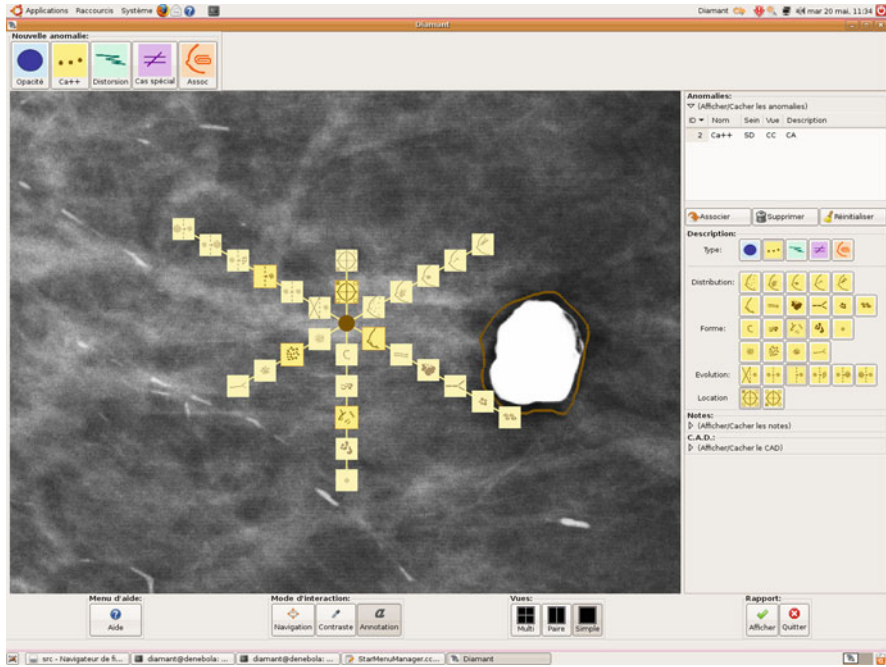 Applications Raccourcis Système
Diamant mar 20 mai, 11:34
Diamant
Nouvelle anomalie:
Opacité Ca++ Distorsion Cas spécial Assoc
Anomalies:
(Afficher/Cacher les anomalies)
ID Nom Sein Vue Description
2 Ca++ SD CC CA
Associer Supprimer Réinitialiser
Description:
Type:
Distribution:
Forme:
Evolution:
Location
Notes:
(Afficher/Cacher les notes)
C.A.D.:
(Afficher/Cacher le CAD)
Menu d'aide:
Aide
Mode d'interaction:
Navigation Contraste Annotation
Vues:
Multi Paire Simple
Rapport:
Afficher Quitter
src - Navigateur de fi... diamant@denebola: ... diamant@denebola: ... StarMenuManager.cc... Diamant